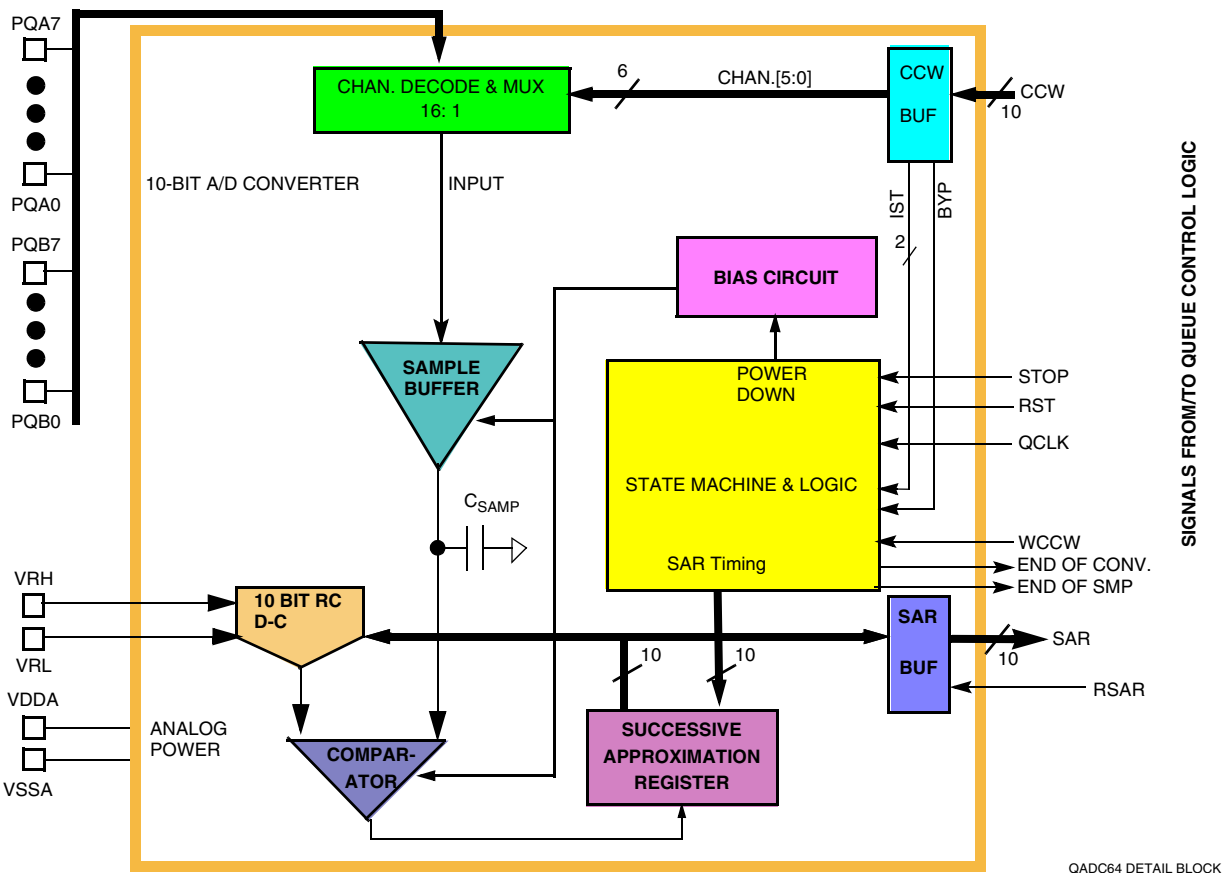 PQA7
PQA0
PQB7
PQB0
CHAN. DECODE & MUX
16: 1
6
CHAN.[5:0]
CCW
BUF
CCW
10
10-BIT A/D CONVERTER
INPUT
IST
BYP
2
BIAS CIRCUIT
SAMPLE
BUFFER
POWER
DOWN
STATE MACHINE & LOGIC
SAR Timing
STOP
RST
QCLK
WCCW
END OF CONV.
END OF SMP
SIGNALS FROM/TO QUEUE CONTROL LOGIC
CSAMP
VRH
VRL
10 BIT RC
D-C
10
10
SAR
BUF
SAR
10
RSAR
VDDA
VSSA
ANALOG
POWER
COMPAR-
ATOR
SUCCESSIVE
APPROXIMATION
REGISTER
QADC64 DETAIL BLOCK